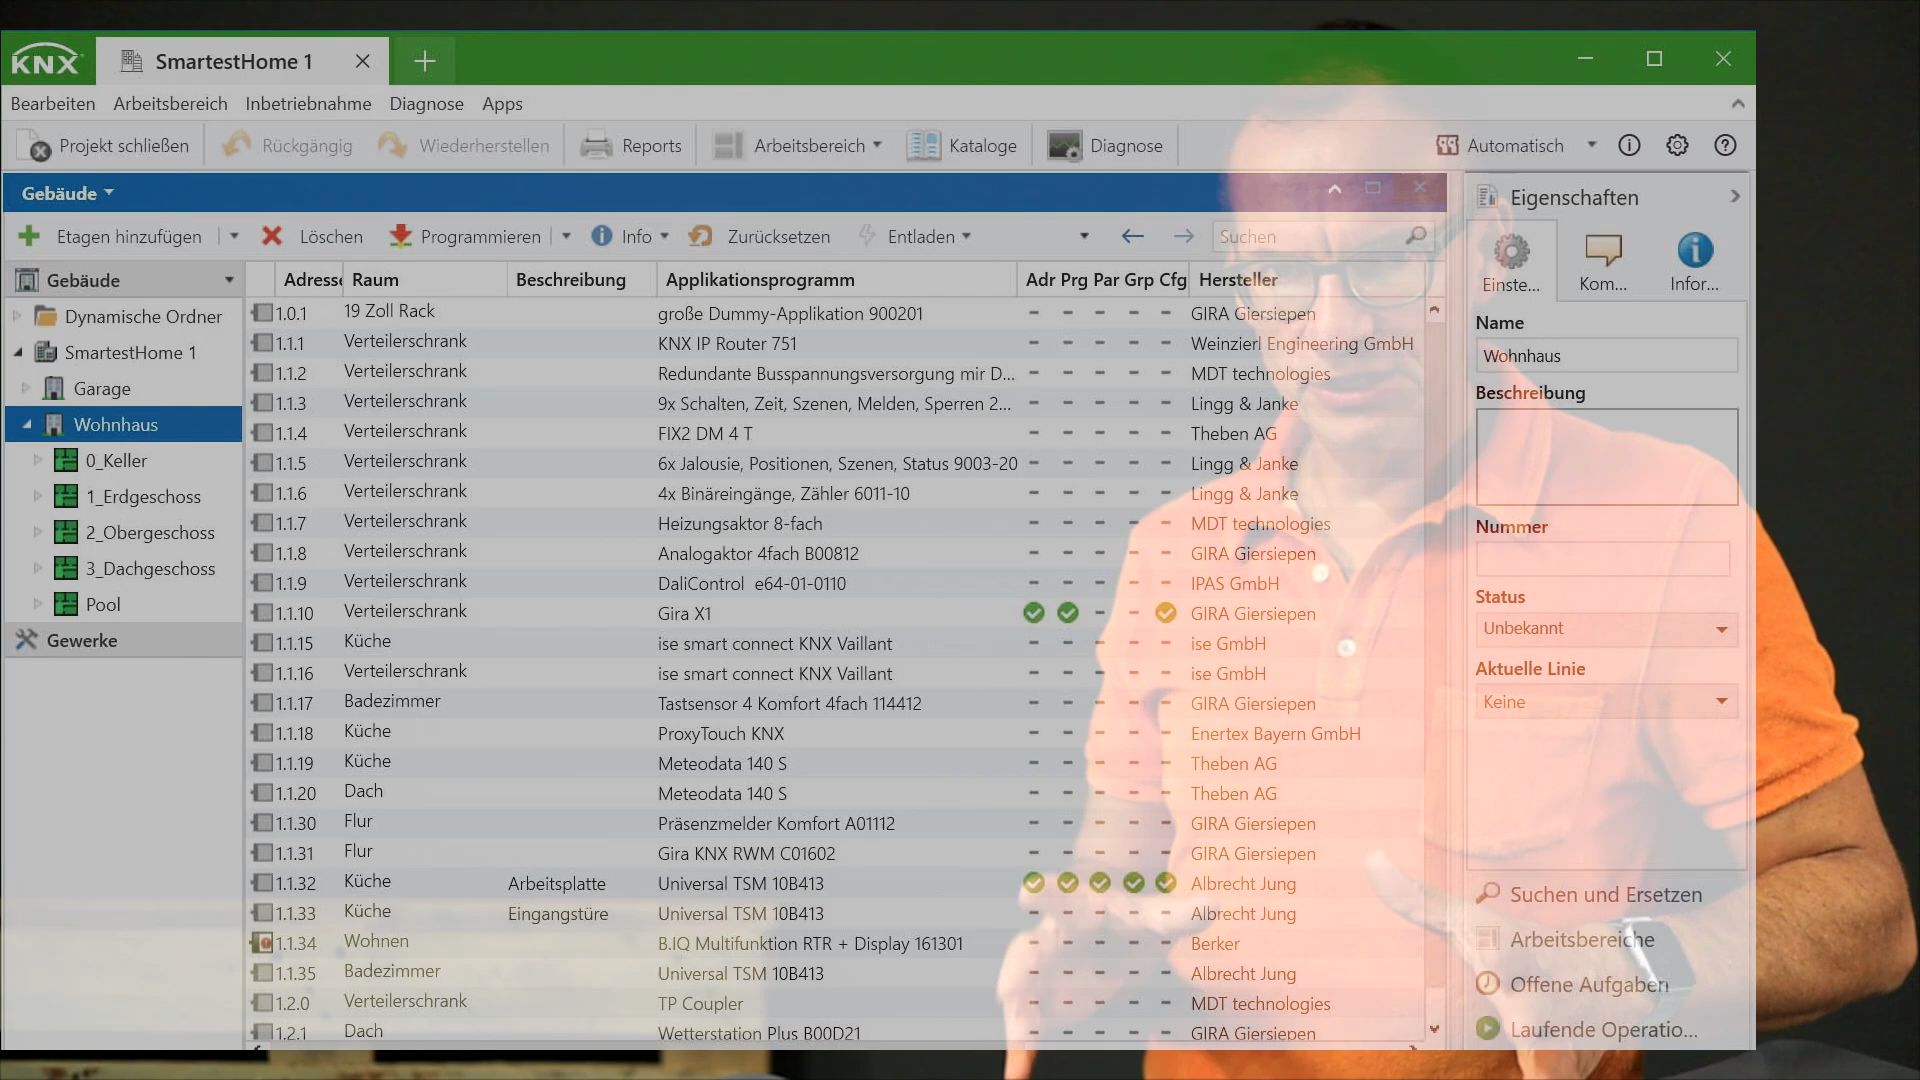 KNX SmartestHome 1
Bearbeiten Arbeitsbereich Inbetriebnahme Diagnose Apps
Projekt schließen Rückgängig Wiederherstellen Reports Arbeitsbereich Kataloge Diagnose Automatisch
Gebäude
Etagen hinzufügen Löschen Programmieren Info Zurücksetzen Entladen Suchen
Gebäude
Dynamische Ordner
SmartestHome 1
Garage
Wohnhaus
0_Keller
1_Erdgeschoss
2_Obergeschoss
3_Dachgeschoss
Pool
Gewerke
Adresse Raum Beschreibung Applikationsprogramm Adr Prg Par Grp Cfg Hersteller
1.0.1 19 Zoll Rack große Dummy-Applikation 900201 - - - - - GIRA Giersiepen
1.1.1 Verteilerschrank KNX IP Router 751 - - - - - Weinzierl Engineering GmbH
1.1.2 Verteilerschrank Redundante Busspannungsversorgung mir D... - - - - - MDT technologies
1.1.3 Verteilerschrank 9x Schalten, Zeit, Szenen, Melden, Sperren 2... - - - - - Lingg & Janke
1.1.4 Verteilerschrank FIX2 DM 4 T - - - - - Theben AG
1.1.5 Verteilerschrank 6x Jalousie, Positionen, Szenen, Status 9003-20 - - - - - Lingg & Janke
1.1.6 Verteilerschrank 4x Binäreingänge, Zähler 6011-10 - - - - - Lingg & Janke
1.1.7 Verteilerschrank Heizungsaktor 8-fach - - - - - MDT technologies
1.1.8 Verteilerschrank Analogaktor 4fach B00812 - - - - - GIRA Giersiepen
1.1.9 Verteilerschrank DaliControl e64-01-0110 - - - - - IPAS GmbH
1.1.10 Verteilerschrank Gira X1 - - GIRA Giersiepen
1.1.15 Küche ise smart connect KNX Vaillant - - - - - ise GmbH
1.1.16 Verteilerschrank ise smart connect KNX Vaillant - - - - - ise GmbH
1.1.17 Badezimmer Tastsensor 4 Komfort 4fach 114412 - - - - - GIRA Giersiepen
1.1.18 Küche ProxyTouch KNX - - - - - Enertex Bayern GmbH
1.1.19 Küche Meteodata 140 S - - - - - Theben AG
1.1.20 Dach Meteodata 140 S - - - - - Theben AG
1.1.30 Flur Präsenzmelder Komfort A01112 - - - - - GIRA Giersiepen
1.1.31 Flur Gira KNX RWM C01602 - - - - - GIRA Giersiepen
1.1.32 Küche Arbeitsplatte Universal TSM 10B413 Albrecht Jung
1.1.33 Küche Eingangstüre Universal TSM 10B413 - - - - - Albrecht Jung
1.1.34 Wohnen B.IQ Multifunktion RTR + Display 161301 - - - - - Berker
1.1.35 Badezimmer Universal TSM 10B413 - - - - - Albrecht Jung
1.2.0 Verteilerschrank TP Coupler - - - - - MDT technologies
1.2.1 Dach Wetterstation Plus B00D21 - - - - - GIRA Giersiepen
Eigenschaften
Einste... Kom... Infor...
Name
Wohnhaus
Beschreibung
Nummer
Status
Unbekannt
Aktuelle Linie
Keine
Suchen und Ersetzen
Arbeitsbereiche
Offene Aufgaben
Laufende Operatio...